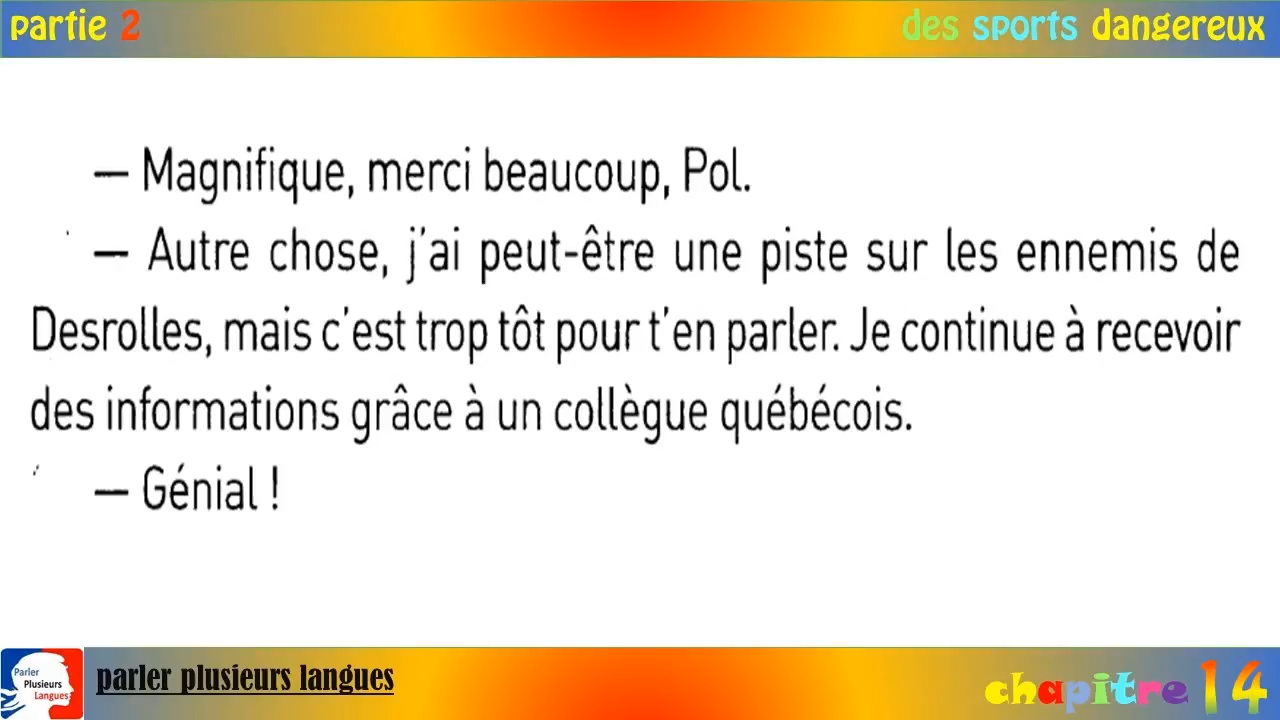 partie 2
des sports dangereux
— Magnifique, merci beaucoup, Pol.
— Autre chose, j'ai peut-être une piste sur les ennemis de
Desrolles, mais c'est trop tôt pour t'en parler. Je continue à recevoir
des informations grâce à un collègue québécois.
— Génial !
Parler
Plusieurs
Langues
parler plusieurs langues
chapitre 14